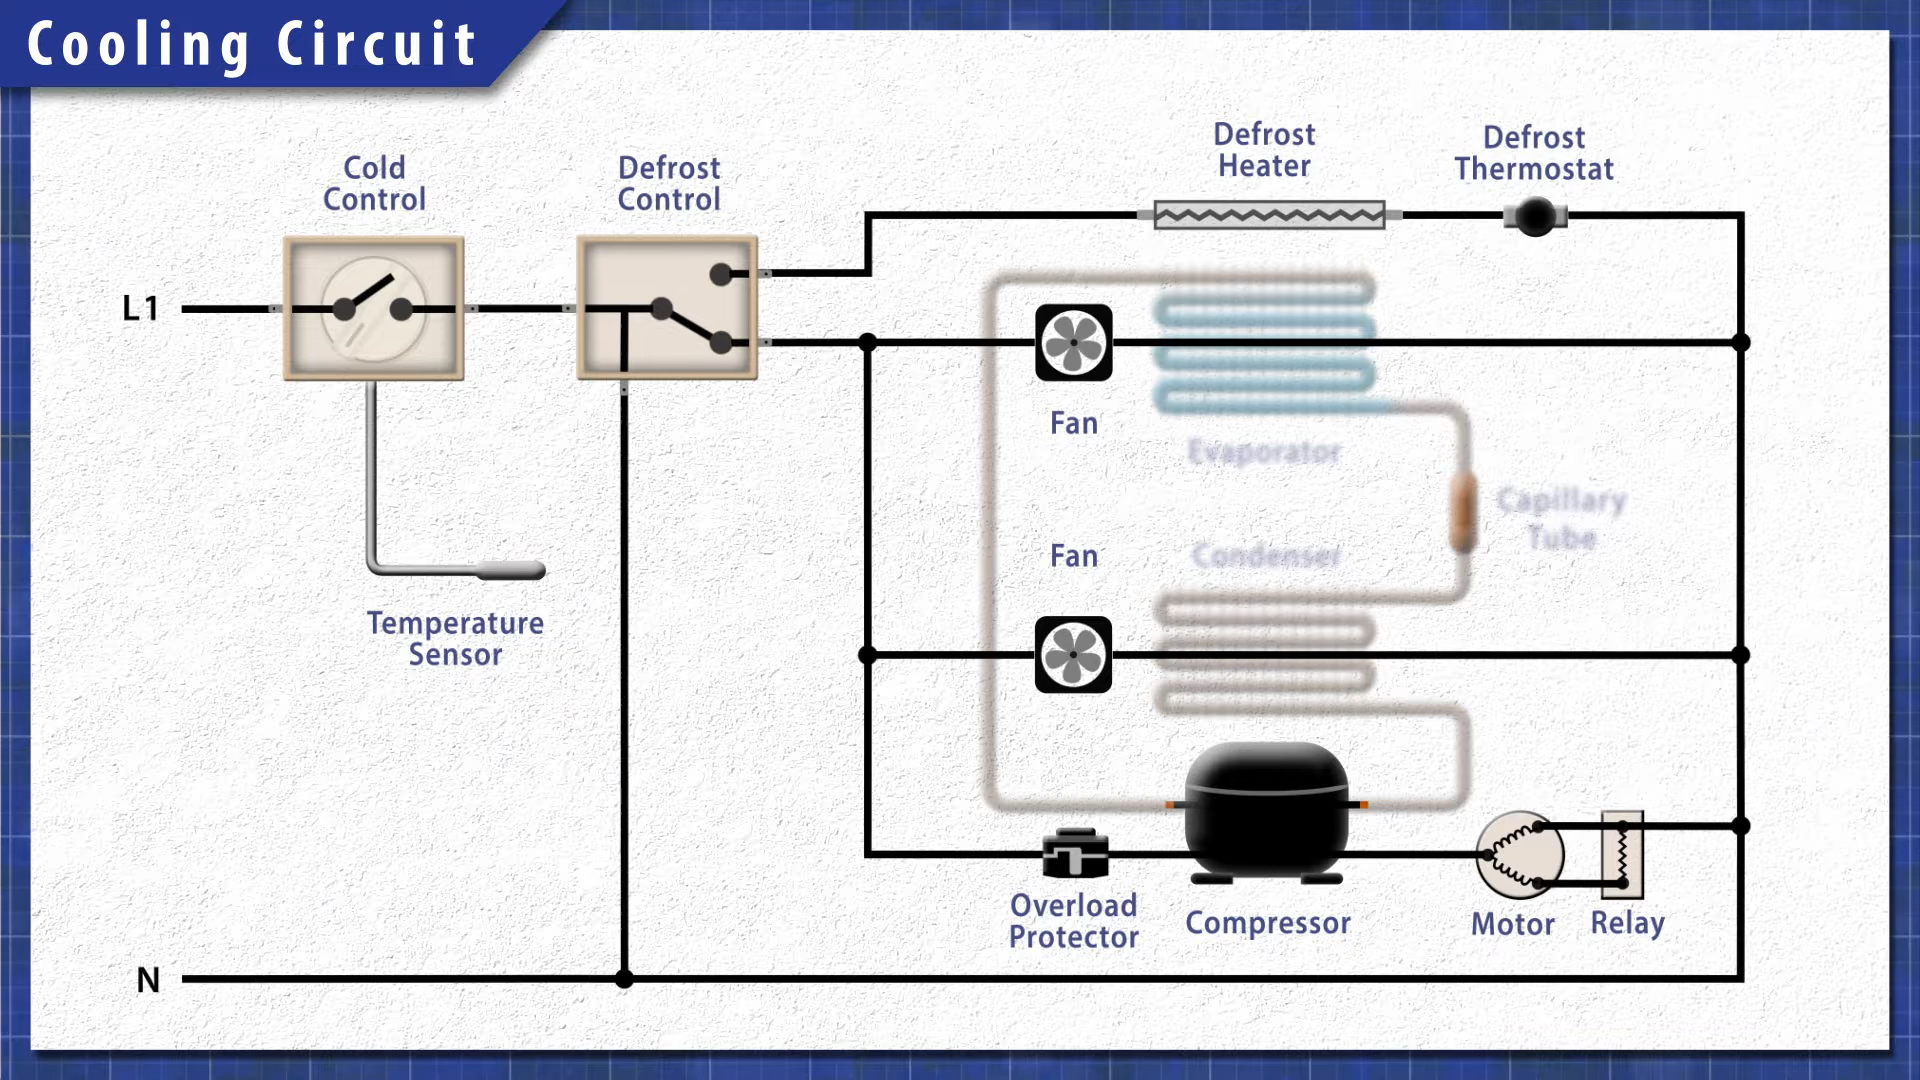 Cooling Circuit
Cold
Control
Defrost
Control
Defrost
Heater
Defrost
Thermostat
L1
Fan
Evaporator
Capillary
Tube
Fan
Condenser
Temperature
Sensor
Overload
Protector
Compressor
Motor
Relay
N